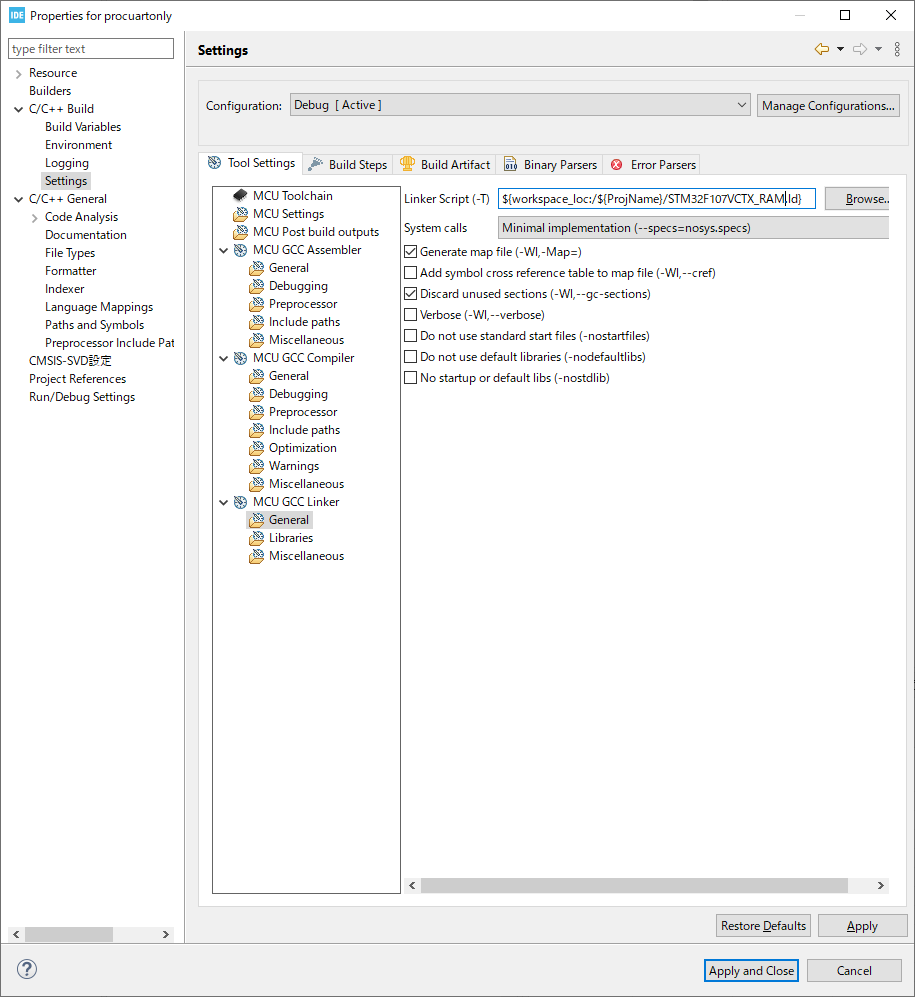 IDE Properties for procuartonly
type filter text
Settings
Resource
Builders
C/C++ Build
Build Variables
Environment
Logging
Settings
C/C++ General
Code Analysis
Documentation
File Types
Formatter
Indexer
Language Mappings
Paths and Symbols
Preprocessor Include Pat
CMSIS-SVD設定
Project References
Run/Debug Settings
Configuration: Debug [ Active ] Manage Configurations...
Tool Settings Build Steps Build Artifact Binary Parsers Error Parsers
MCU Toolchain
MCU Settings
MCU Post build outputs
MCU GCC Assembler
General
Debugging
Preprocessor
Include paths
Miscellaneous
MCU GCC Compiler
General
Debugging
Preprocessor
Include paths
Optimization
Warnings
Miscellaneous
MCU GCC Linker
General
Libraries
Miscellaneous
Linker Script (-T) ${workspace_loc:/${ProjName}/STM32F107VCTX_RAM.ld} Browse..
System calls Minimal implementation (--specs=nosys.specs)
Generate map file (-Wl,-Map=)
Add symbol cross reference table to map file (-Wl,--cref)
Discard unused sections (-Wl,--gc-sections)
Verbose (-Wl,--verbose)
Do not use standard start files (-nostartfiles)
Do not use default libraries (-nodefaultlibs)
No startup or default libs (-nostdlib)
Restore Defaults Apply
? Apply and Close Cancel